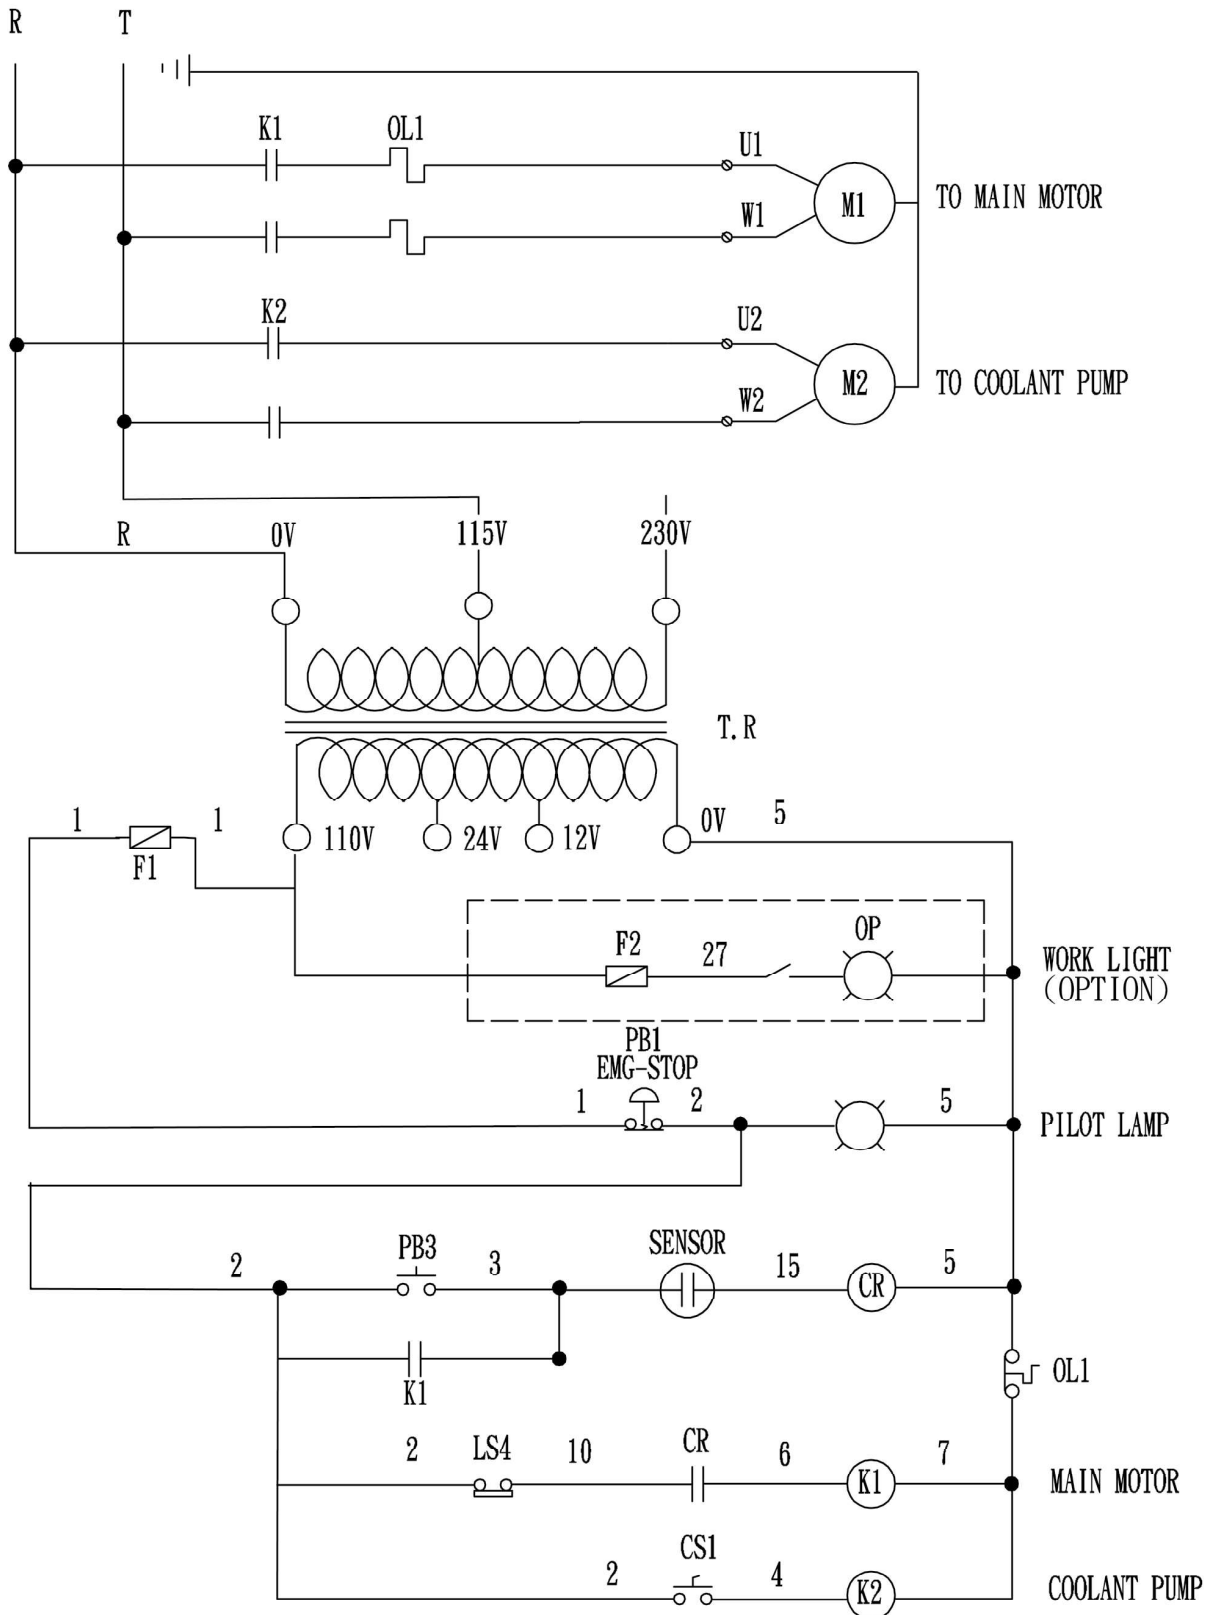 R
T
K1
OL1
U1
M1
TO MAIN MOTOR
W1
K2
U2
M2
TO COOLANT PUMP
W2
R
0V
115V
230V
T.R
1
1
F1
110V
24V
12V
0V
5
F2
27
OP
WORK LIGHT
(OPTION)
PB1
EMG-STOP
1
2
5
PILOT LAMP
2
PB3
3
SENSOR
15
CR
5
K1
OL1
2
LS4
10
CR
6
K1
7
MAIN MOTOR
2
CS1
4
K2
COOLANT PUMP